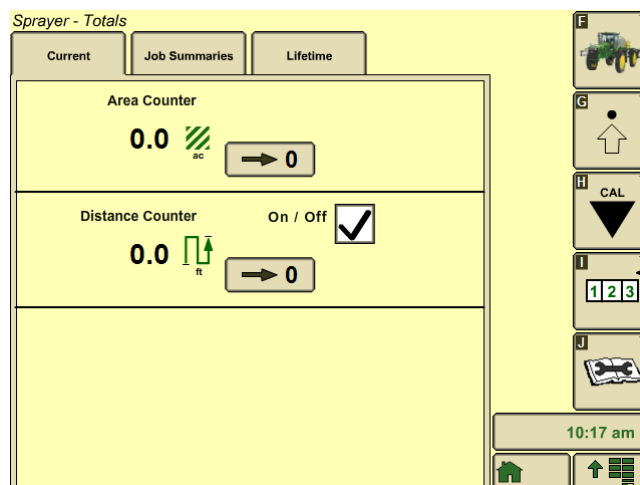 Sprayer - Totals
Current
Job Summaries
Lifetime
Area Counter
0.0
ac
0
Distance Counter
On / Off
0.0
ft
0
F
G
H
CAL
I
1 2 3
J
10:17 am